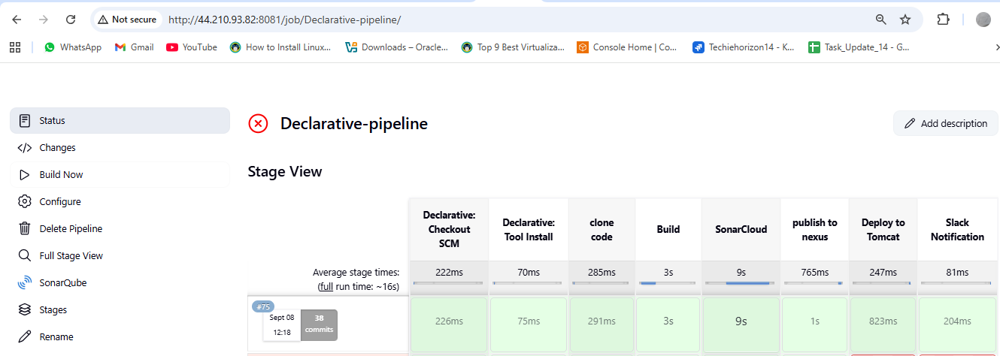 Not secure
http://44.210.93.82:8081/job/Declarative-pipeline/
WhatsApp
Gmail
YouTube
How to Install Linux...
Downloads – Oracle...
Top 9 Best Virtualiza...
Console Home | Co...
Techiehorizon14 - K...
Task_Update_14 - G...
Status
Changes
Build Now
Configure
Delete Pipeline
Full Stage View
SonarQube
Stages
Rename
Declarative-pipeline
Add description
Stage View
Declarative:
Checkout
SCM
Declarative:
Tool Install
clone
code
Build
SonarCloud
publish to
nexus
Deploy to
Tomcat
Slack
Notification
Average stage times:
(full run time: ~16s)
222ms
70ms
285ms
3s
9s
765ms
247ms
81ms
#75
Sept 08
12:18
38
commits
226ms
75ms
291ms
3s
9s
1s
823ms
204ms